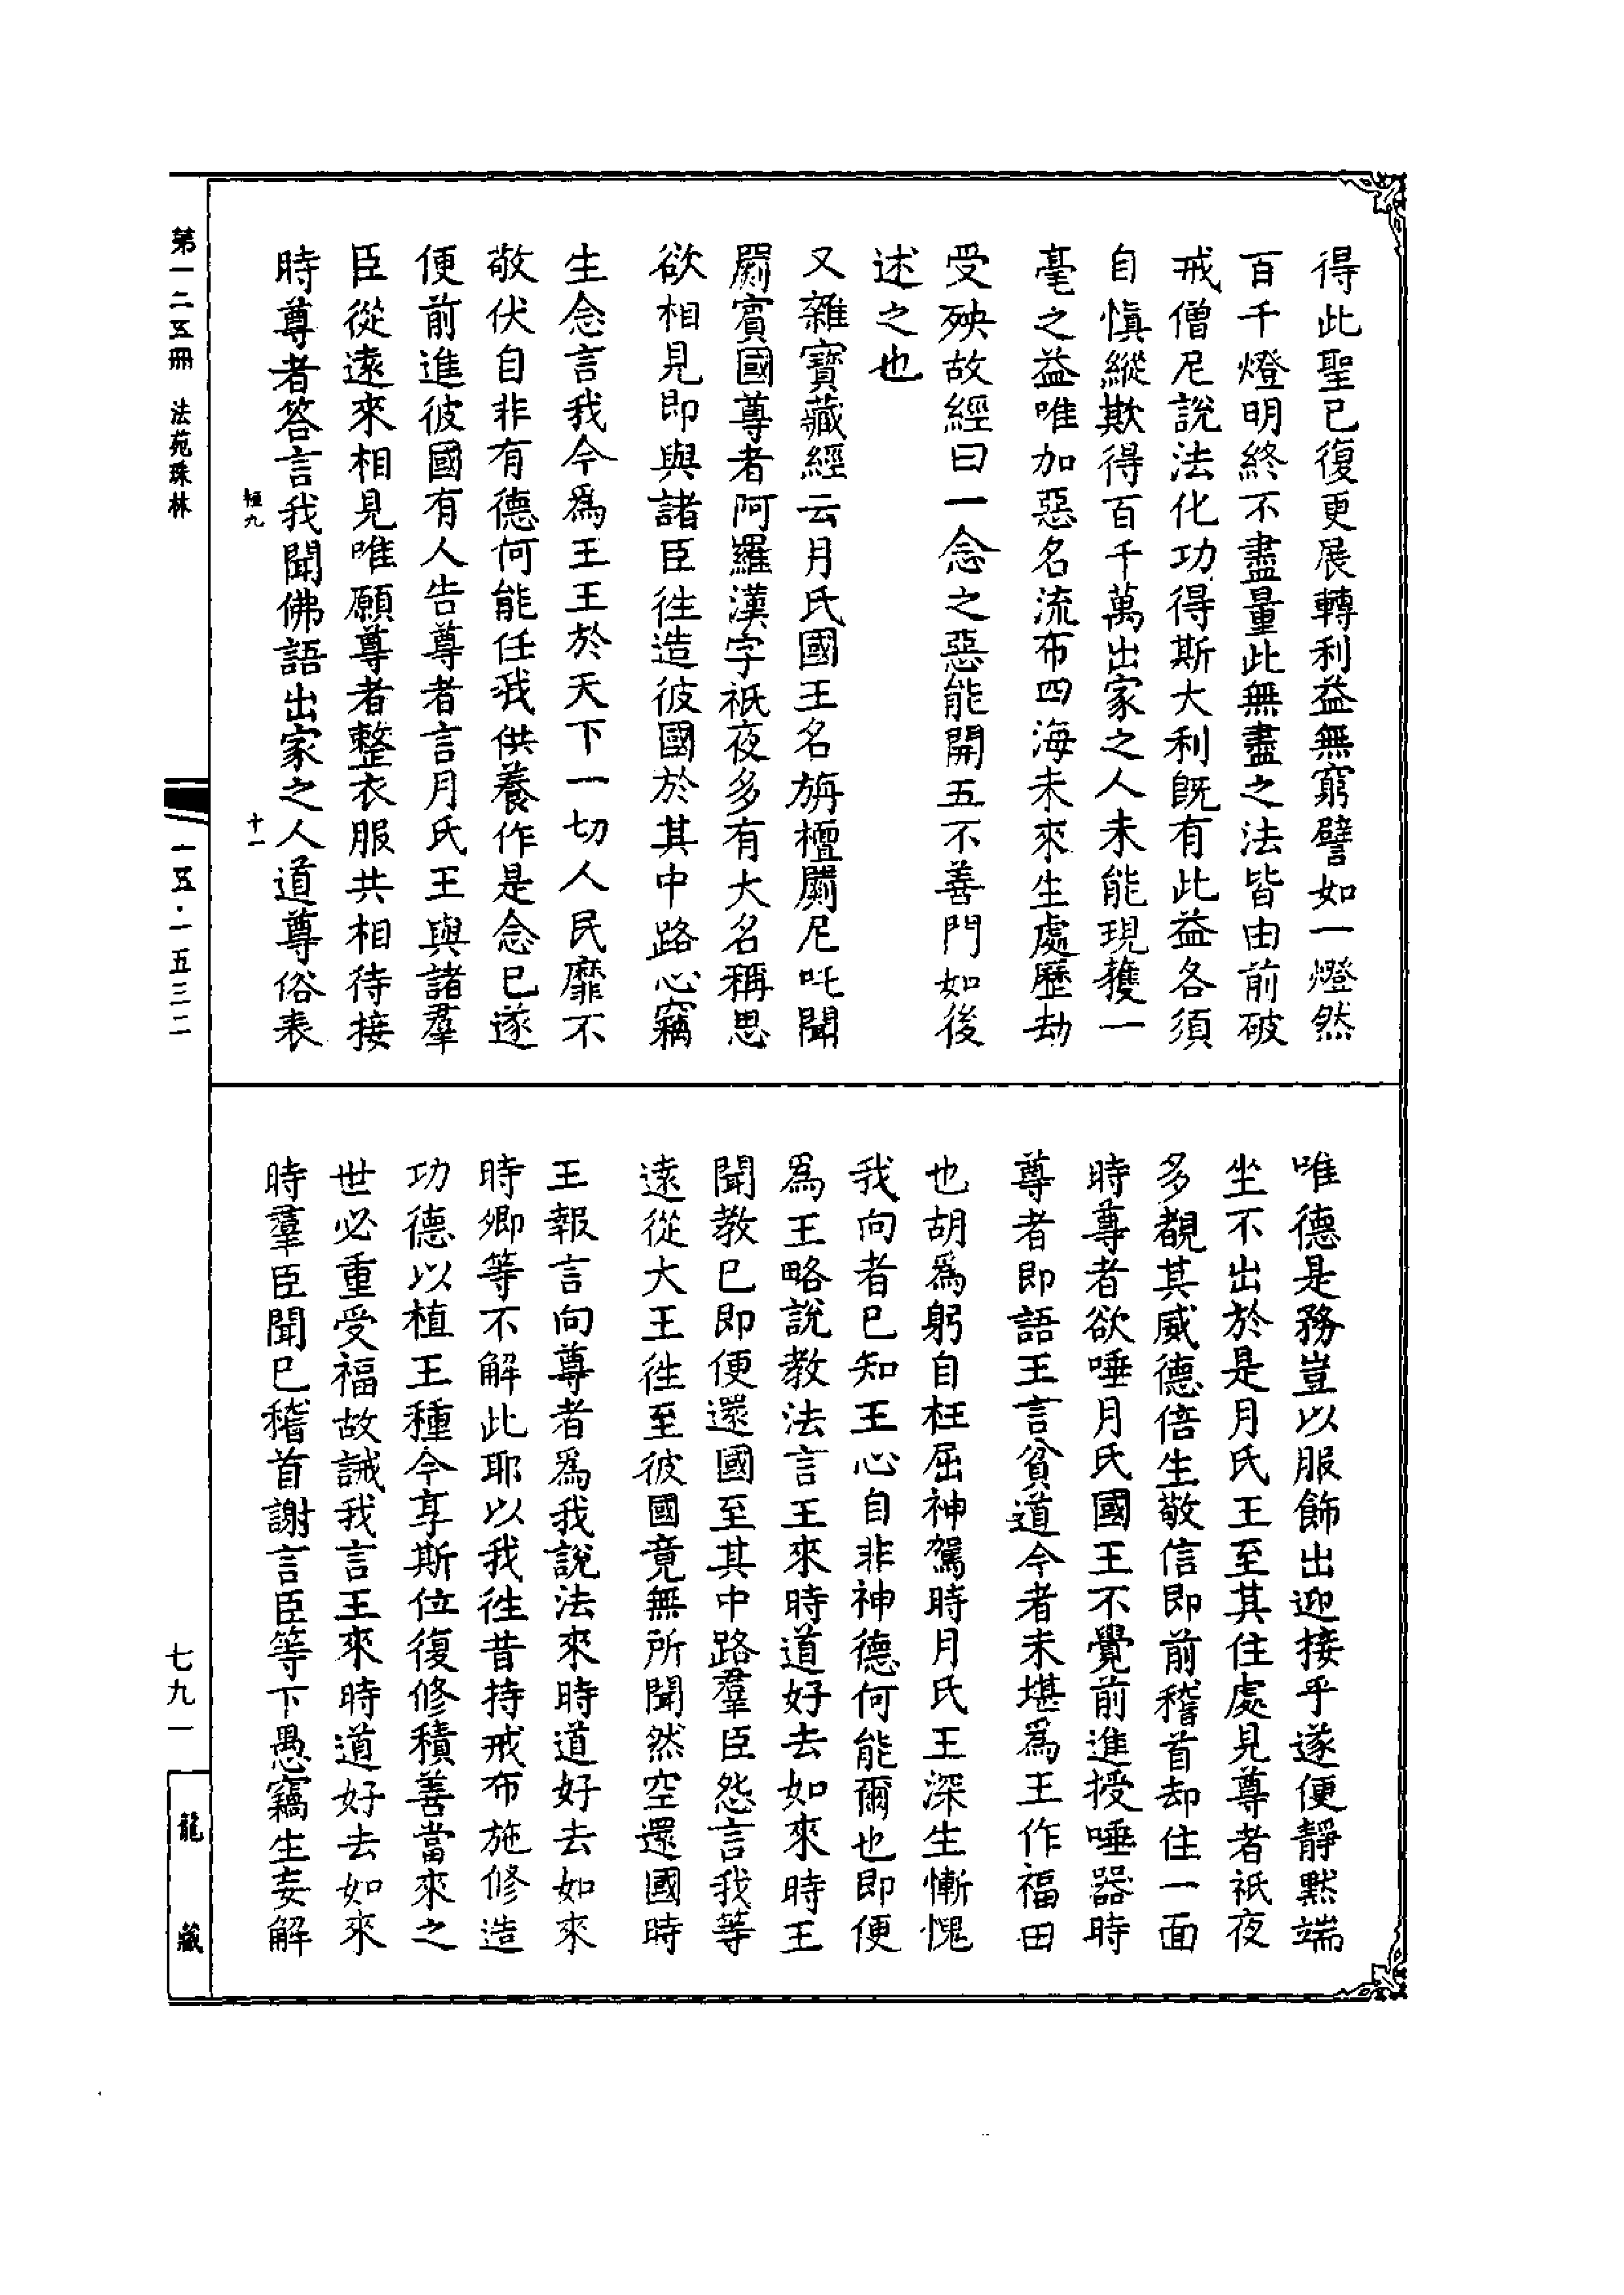 得此聖已復更展轉利益無窮譬如一燈然
百千燈明終不盡量此無盡之法皆由前破
戒僧尼說法化功得斯大利既有此益各須
自慎縱欺得百千萬出家之人未能現獲一
毫之益唯加惡名流布四海未來生處歷劫
受殃故經曰一念之惡能開五不善門如後
述之也
又雜寶藏經云月氏國王名旃檀罽尼吒聞
罽賓國尊者阿羅漢字祇夜多有大名稱思
欲相見即與諸臣往造彼國於其中路心竊
生念言我今為王王於天下一切人民靡不
敬伏自非有德何能任我供養作是念已遂
便前進彼國有人告尊者言月氏王與諸羣
臣從遠來相見唯願尊者整衣服共相待接
時尊者答言我聞佛語出家之人道尊俗表
唯德是務豈以服飾出迎接乎遂便靜默端
坐不出於是月氏王至其住處見尊者祇夜
多覩其威德倍生敬信即前稽首却住一面
時尊者欲唾月氏國王不覺前進授唾器時
尊者即語王言貧道今者未堪為王作福田
也胡為躬自枉屈神駕時月氏王深生慚愧
我向者已知王心自非神德何能爾也即便
為王略說教法言王來時道好去如來時王
聞教已即便還國至其中路羣臣怨言我等
遠從大王往至彼國竟無所聞然空還國時
王報言向尊者為我說法來時道好去如來
時卿等不解此耶以我往昔持戒布施修造
功德以植王種今享斯位復修積善當來之
世必重受福故誡我言王來時道好去如來
時羣臣聞已稽首謝言臣等下愚竊生妄解
第一二五冊 法苑珠林
十一
一五·一五三二
七九一
龍藏